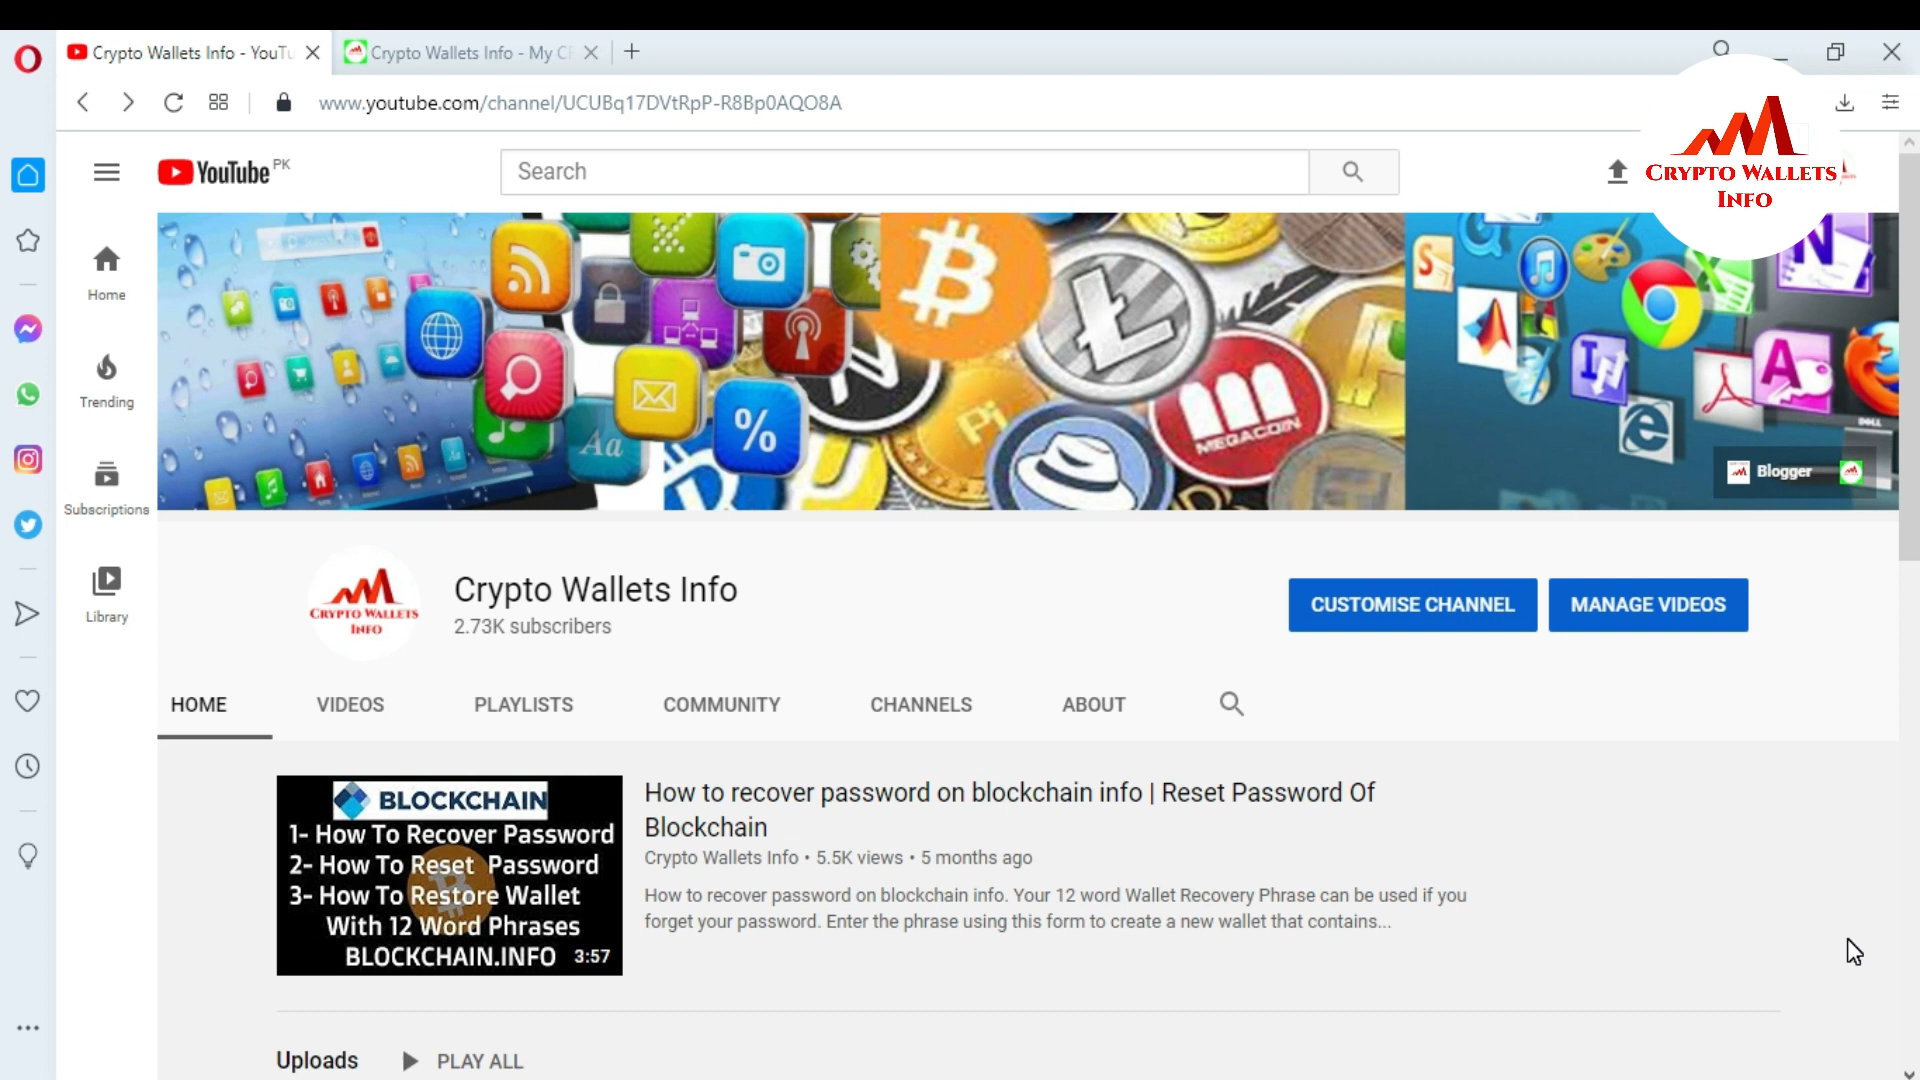 Crypto Wallets Info - YouTu
Crypto Wallets Info - My C
www.youtube.com/channel/UCUBq17DVtRpP-R8Bp0AQO8A
YouTube PK
Search
CRYPTO WALLETS
INFO
Home
Trending
Subscriptions
Library
Aa
%
MEGACOIN
Pi
S
N
A
DELL
Blogger
CRYPTO WALLETS
INFO
Crypto Wallets Info
2.73K subscribers
CUSTOMISE CHANNEL
MANAGE VIDEOS
HOME
VIDEOS
PLAYLISTS
COMMUNITY
CHANNELS
ABOUT
BLOCKCHAIN
1- How To Recover Password
2- How To Reset Password
3- How To Restore Wallet
With 12 Word Phrases
BLOCKCHAIN.INFO
3:57
How to recover password on blockchain info | Reset Password Of
Blockchain
Crypto Wallets Info • 5.5K views • 5 months ago
How to recover password on blockchain info. Your 12 word Wallet Recovery Phrase can be used if you
forget your password. Enter the phrase using this form to create a new wallet that contains...
Uploads
PLAY ALL